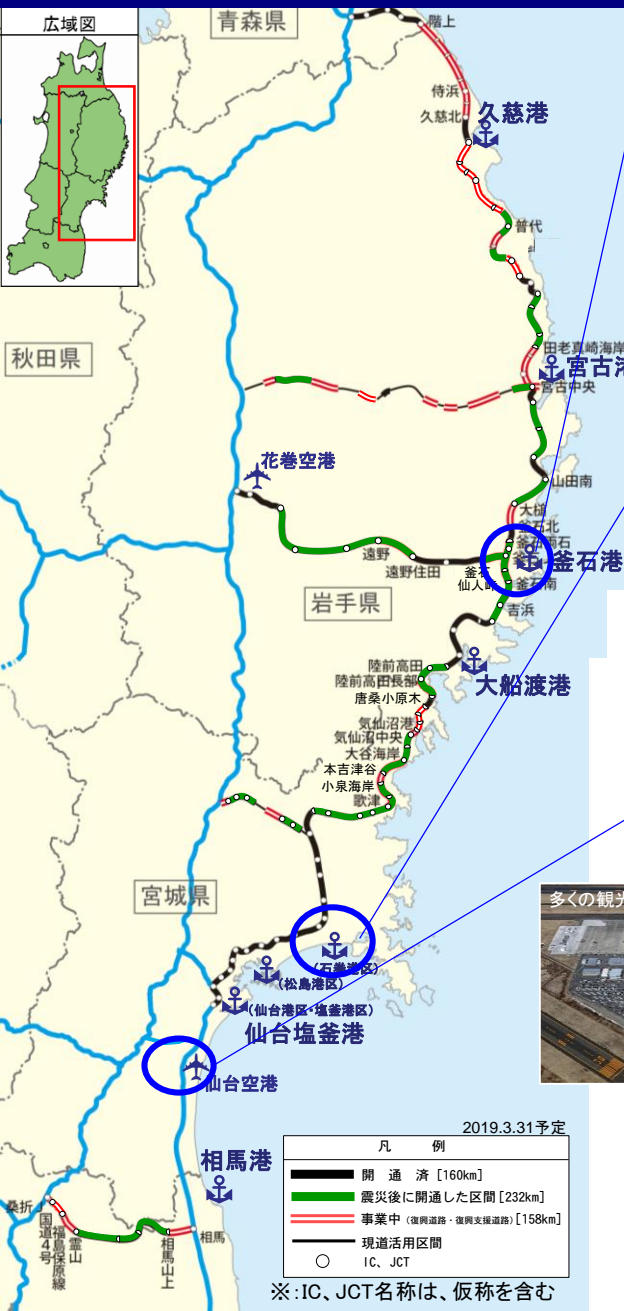 広域図
青森県
階上
侍浜
久慈北
久慈港
普代
秋田県
田老真崎海岸
宮古港
宮古中央
花巻空港
山田南
大槌
釜石北
釜石両石
遠野
遠野住田
釜石
仙人峠
釜石南
釜石港
岩手県
吉浜
陸前高田
大船渡港
陸前高田長部
唐桑小原木
気仙沼港
気仙沼中央
大谷海岸
本吉津谷
小泉海岸
歌津
宮城県
多くの観光
(石巻港区)
(松島港区)
(仙台港区・塩釜港区)
仙台塩釜港
仙台空港
2019.3.31予定
凡 例
開 通 済 [160km]
震災後に開通した区間 [232km]
事業中 (復興道路・復興支援道路) [158km]
現道活用区間
IC、JCT
相馬港
桑折J
国道4号
福島保原線
霊山
相馬山上
相馬
※:IC、JCT名称は、仮称を含む